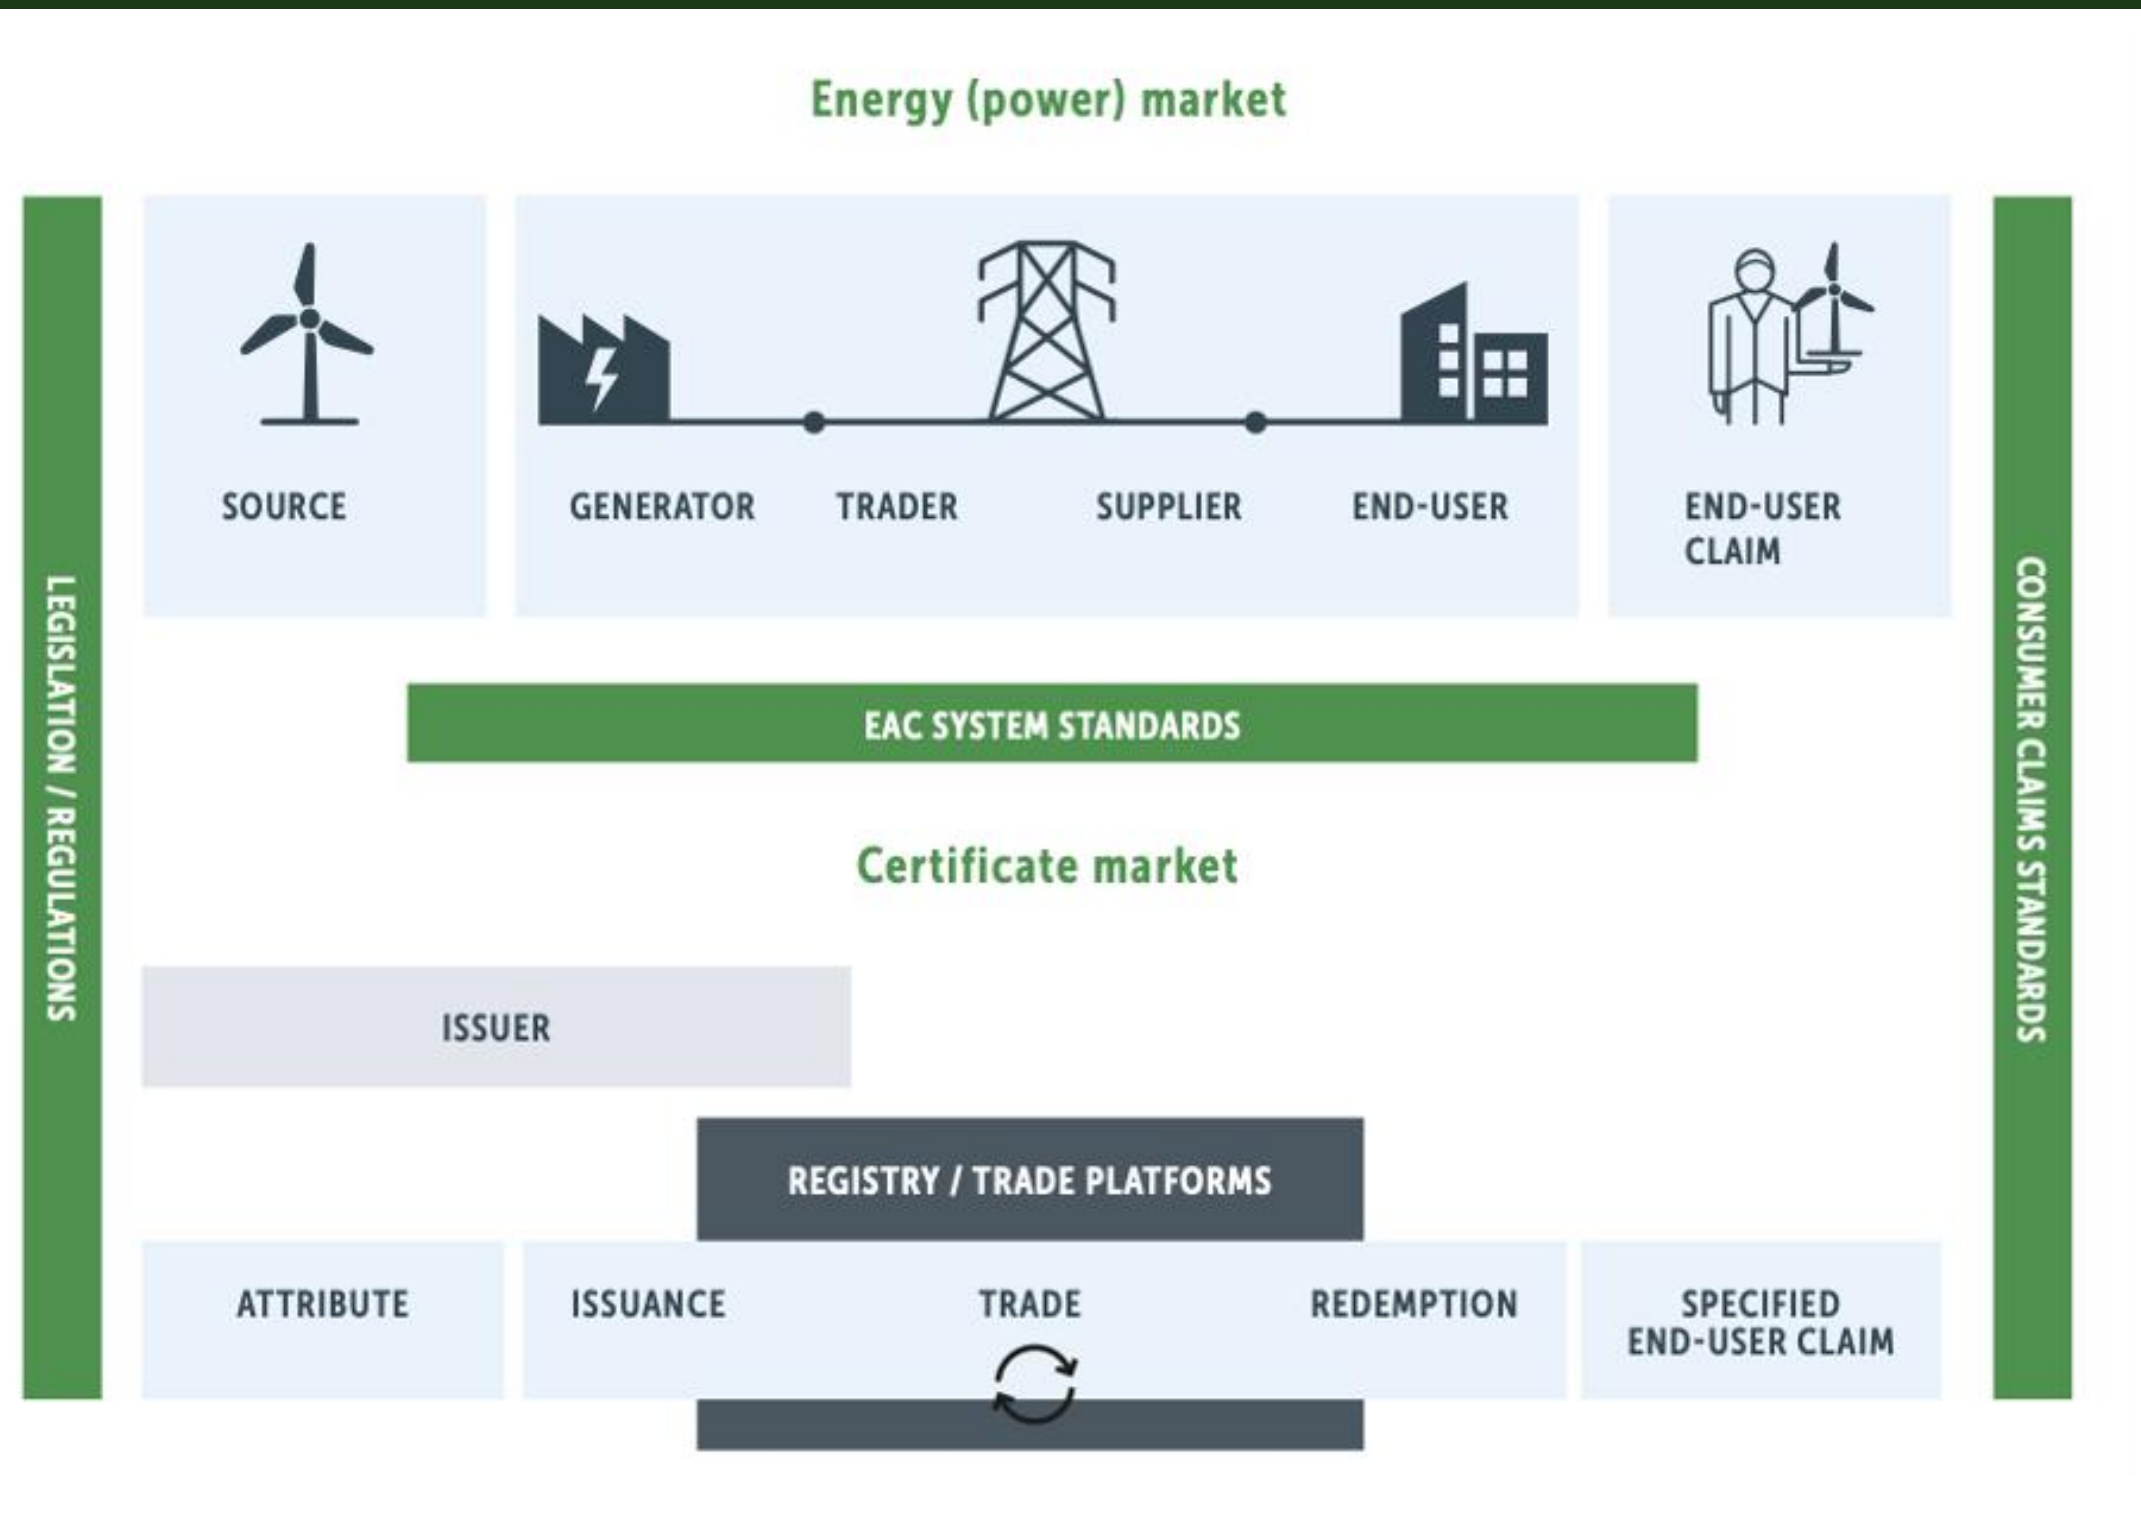 Energy (power) market
LEGISLATION / REGULATIONS
SOURCE
GENERATOR
TRADER
SUPPLIER
END-USER
END-USER
CLAIM
CONSUMER CLAIMS STANDARDS
EAC SYSTEM STANDARDS
Certificate market
ISSUER
REGISTRY / TRADE PLATFORMS
ATTRIBUTE
ISSUANCE
TRADE
REDEMPTION
SPECIFIED
END-USER CLAIM